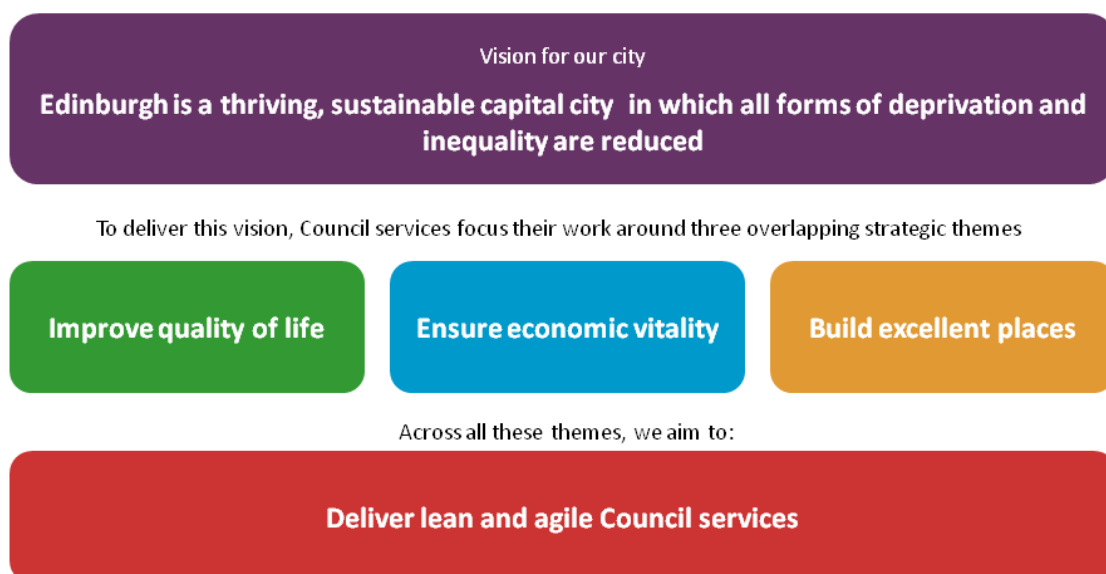 Vision for our city
Edinburgh is a thriving, sustainable capital city in which all forms of deprivation and
inequality are reduced
To deliver this vision, Council services focus their work around three overlapping strategic themes
Improve quality of life
Ensure economic vitality
Build excellent places
Across all these themes, we aim to:
Deliver lean and agile Council services